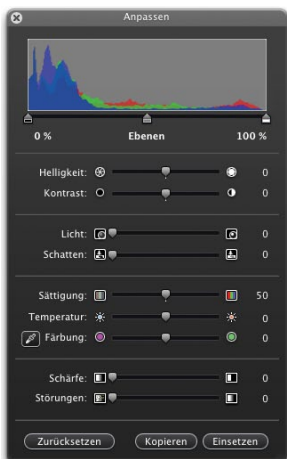 Anpassen
0 % Ebenen 100 %
Helligkeit: 0
Kontrast: 0
Licht: 0
Schatten: 0
Sättigung: 50
Temperatur: 0
Färbung: 0
Schärfe: 0
Störungen: 0
Zurücksetzen Kopieren Einsetzen